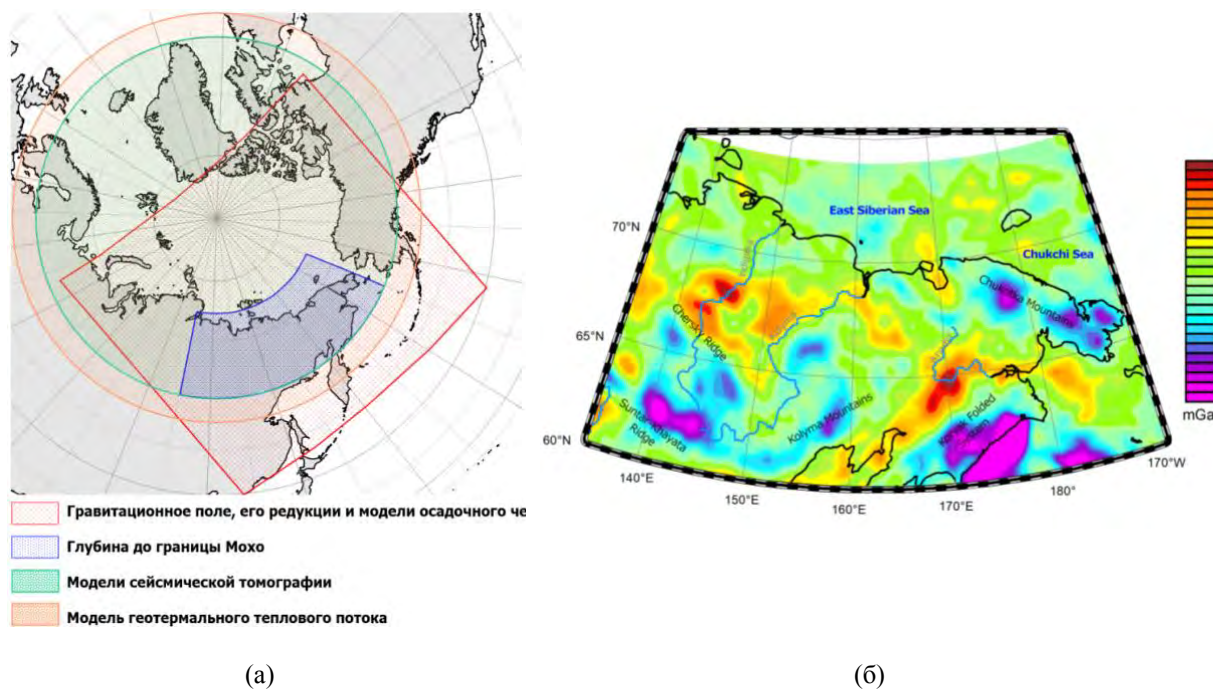 Гравитационное поле, его редукции и модели осадочного че
Глубина до границы Мохо
Модели сейсмической томографии
Модель геотермального теплового потока
(а)
East Siberian Sea
70°N
Chukchi Sea
Chukotka Mountains
Chersky Ridge
65°N
Suntar-Khayata
Ridge
Kolyma Mountains
Koryak Folded
System
mGa
60°N
140°E
150°E
160°E
170°E
180°
170°W
(б)